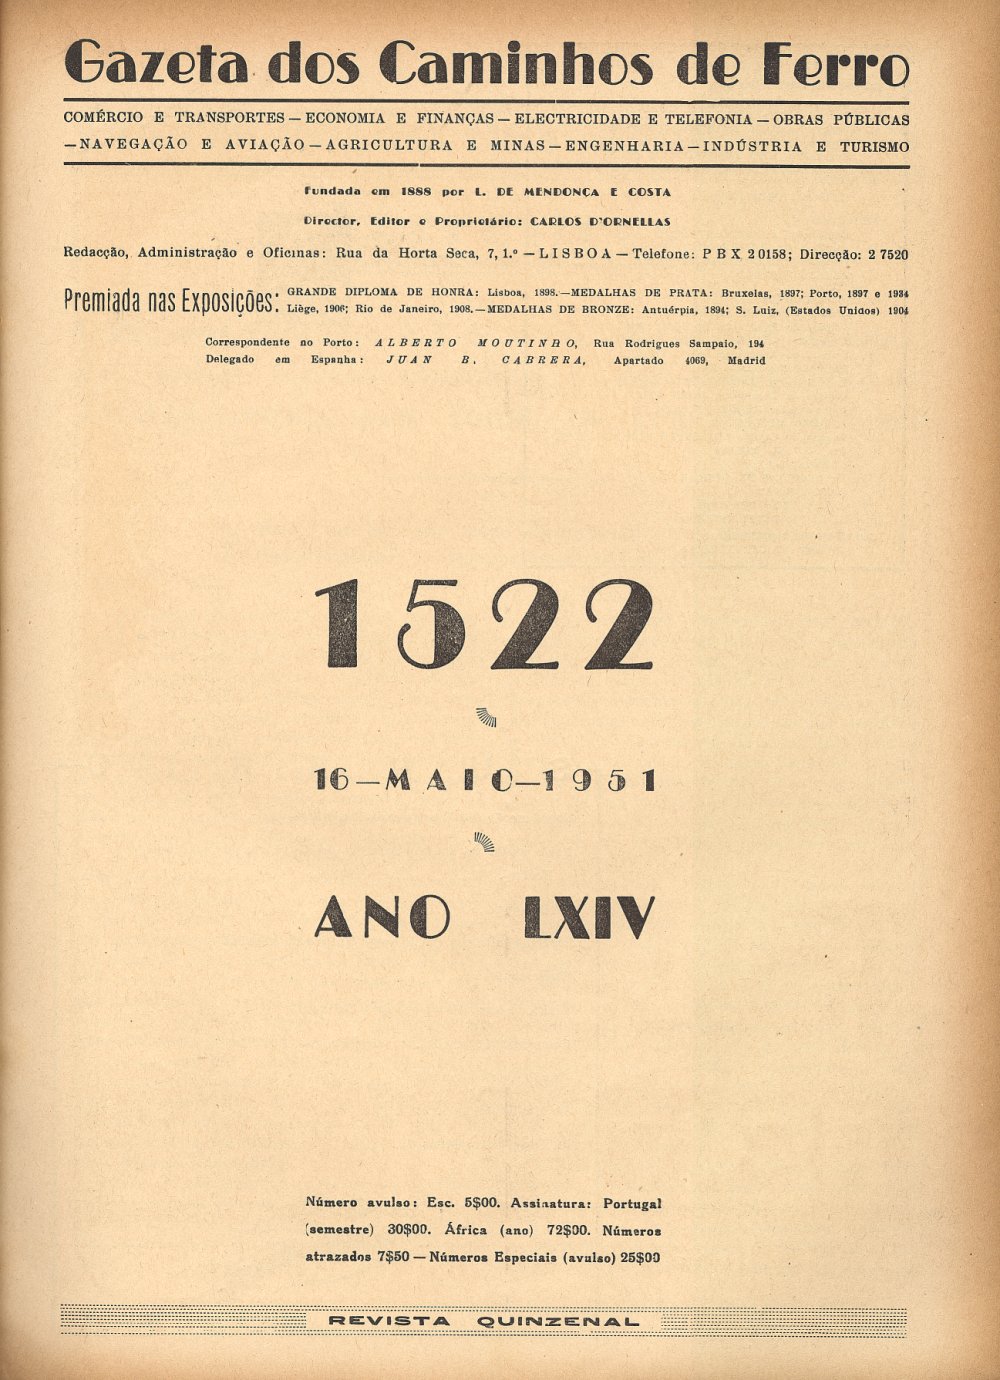 Gazeta dos Caminhos de Ferro
COMÉRCIO E TRANSPORTES — ECONOMIA E FINANÇAS — ELECTRICIDADE E TELEFONIA — OBRAS PÚBLICAS
— NAVEGAÇÃO E AVIAÇÃO — AGRICULTURA E MINAS — ENGENHARIA — INDÚSTRIA E TURISMO
Fundada em 1888 por L. DE MENDONÇA E COSTA
Director, Editor e Proprietário: CARLOS D'ORNELLAS
Redacção, Administração e Oficinas: Rua da Horta Seca, 7, 1.º — LISBOA — Telefone: PBX 20158; Direcção: 27520
Premiada nas Exposições: GRANDE DIPLOMA DE HONRA: Lisboa, 1898. — MEDALHAS DE PRATA: Bruxelas, 1897; Porto, 1897 e 1934
Liège, 1906; Rio de Janeiro, 1908. — MEDALHAS DE BRONZE: Antuérpia, 1894; S. Luiz, (Estados Unidos) 1904
Correspondente no Porto: ALBERTO MOUTINHO, Rua Rodrigues Sampaio, 194
Delegado em Espanha: JUAN B. CABRERA, Apartado 4069, Madrid
1522
16 — MAIO — 1951
ANO LXIV
Número avulso: Esc. 5$00. Assinatura: Portugal
(semestre) 30$00. África (ano) 72$00. Números
atrazados 7$50 — Números Especiais (avulso) 25$00
REVISTA QUINZENAL